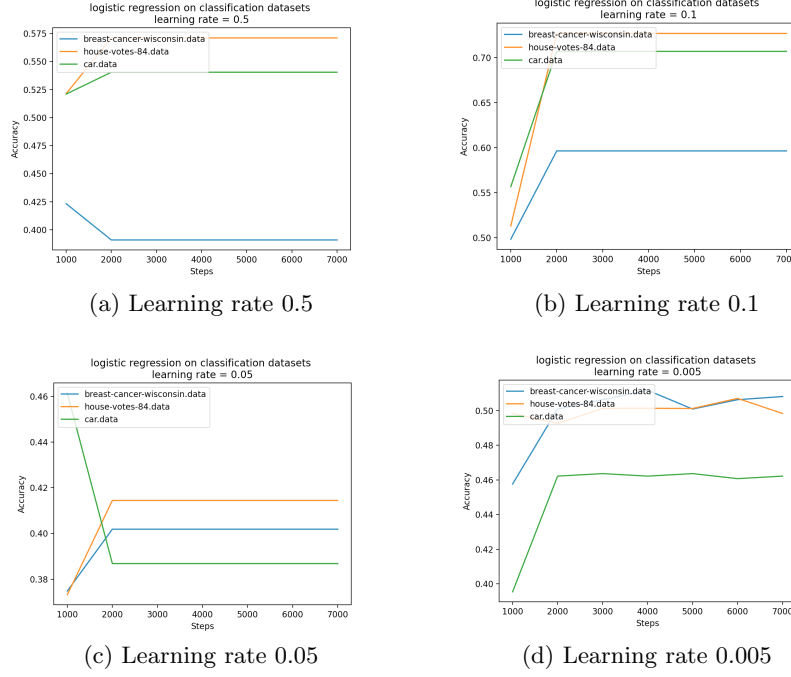 logistic regression on classification datasets
learning rate = 0.5
breast-cancer-wisconsin.data
house-votes-84.data
car.data
0.575
0.550
0.525
0.500
0.475
0.450
0.425
0.400
Accuracy
1000 2000 3000 4000 5000 6000 7000
Steps
(a) Learning rate 0.5
logistic regression on classification datasets
learning rate = 0.1
breast-cancer-wisconsin.data
house-votes-84.data
car.data
0.70
0.65
0.60
0.55
0.50
Accuracy
1000 2000 3000 4000 5000 6000 7000
Steps
(b) Learning rate 0.1
logistic regression on classification datasets
learning rate = 0.05
breast-cancer-wisconsin.data
house-votes-84.data
car.data
0.46
0.44
0.42
0.40
0.38
Accuracy
1000 2000 3000 4000 5000 6000 7000
Steps
(c) Learning rate 0.05
logistic regression on classification datasets
learning rate = 0.005
breast-cancer-wisconsin.data
house-votes-84.data
car.data
0.50
0.48
0.46
0.44
0.42
0.40
Accuracy
1000 2000 3000 4000 5000 6000 7000
Steps
(d) Learning rate 0.005